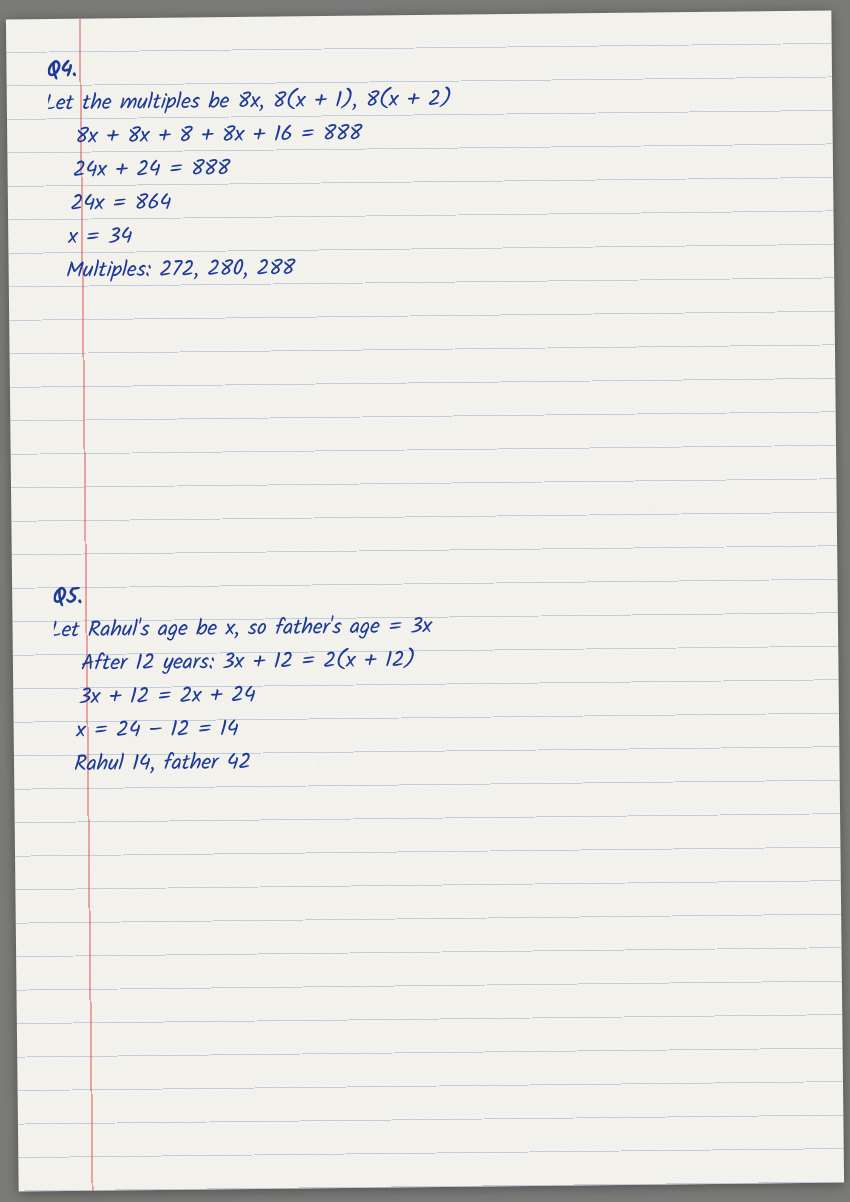 Q4.
Let the multiples be 8x, 8(x + 1), 8(x + 2)
8x + 8x + 8 + 8x + 16 = 888
24x + 24 = 888
24x = 864
x = 34
Multiples: 272, 280, 288
Q5.
Let Rahul's age be x, so father's age = 3x
After 12 years: 3x + 12 = 2(x + 12)
3x + 12 = 2x + 24
x = 24 − 12 = 14
Rahul 14, father 42